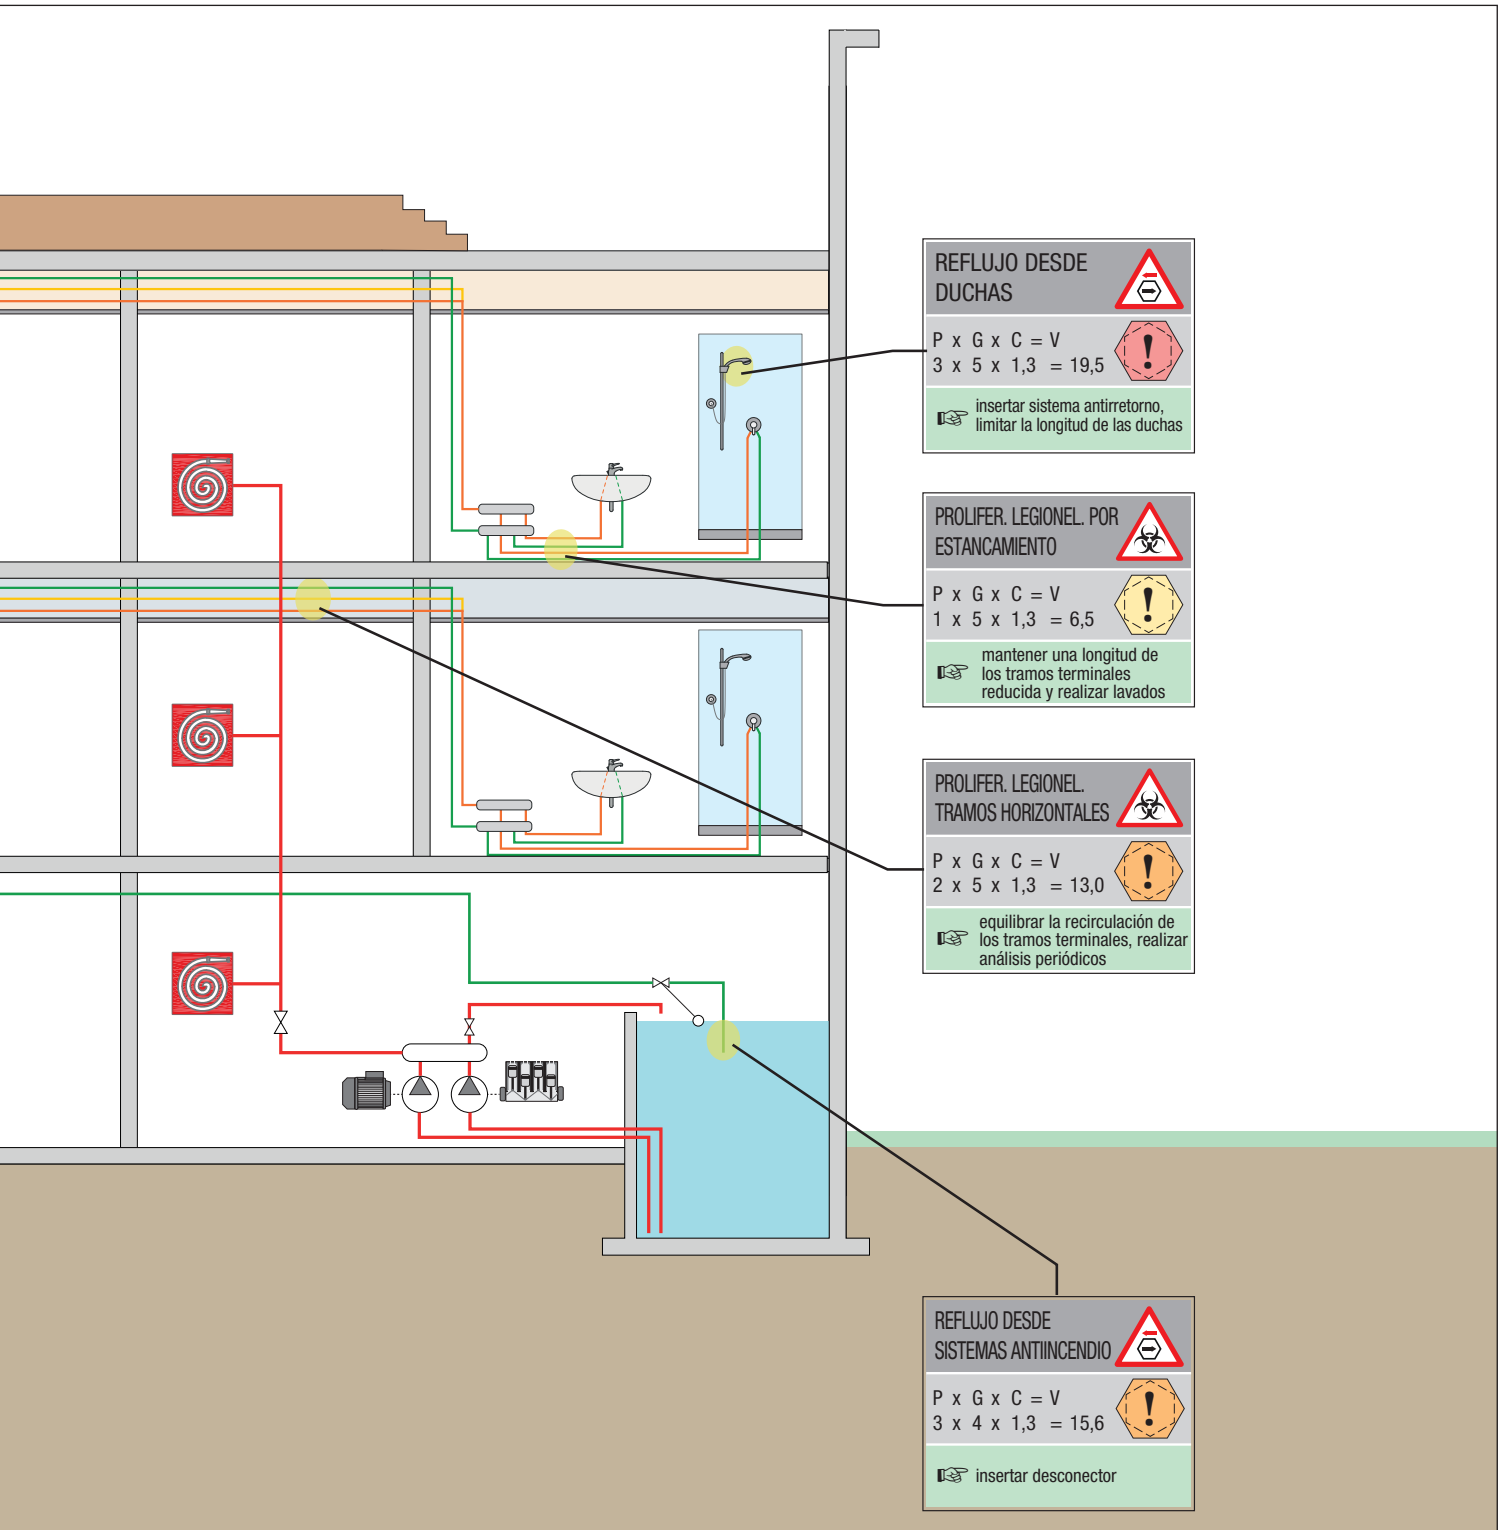 REFLUJO DESDE
DUCHAS
P x G x C = V
3 x 5 x 1,3 = 19,5
!
insertar sistema antirretorno,
limitar la longitud de las duchas
PROLIFER. LEGIONEL. POR
ESTANCAMIENTO
P x G x C = V
1 x 5 x 1,3 = 6,5
!
mantener una longitud de
los tramos terminales
reducida y realizar lavados
PROLIFER. LEGIONEL.
TRAMOS HORIZONTALES
P x G x C = V
2 x 5 x 1,3 = 13,0
!
equilibrar la recirculación de
los tramos terminales, realizar
análisis periódicos
REFLUJO DESDE
SISTEMAS ANTIINCENDIO
P x G x C = V
3 x 4 x 1,3 = 15,6
!
insertar desconector